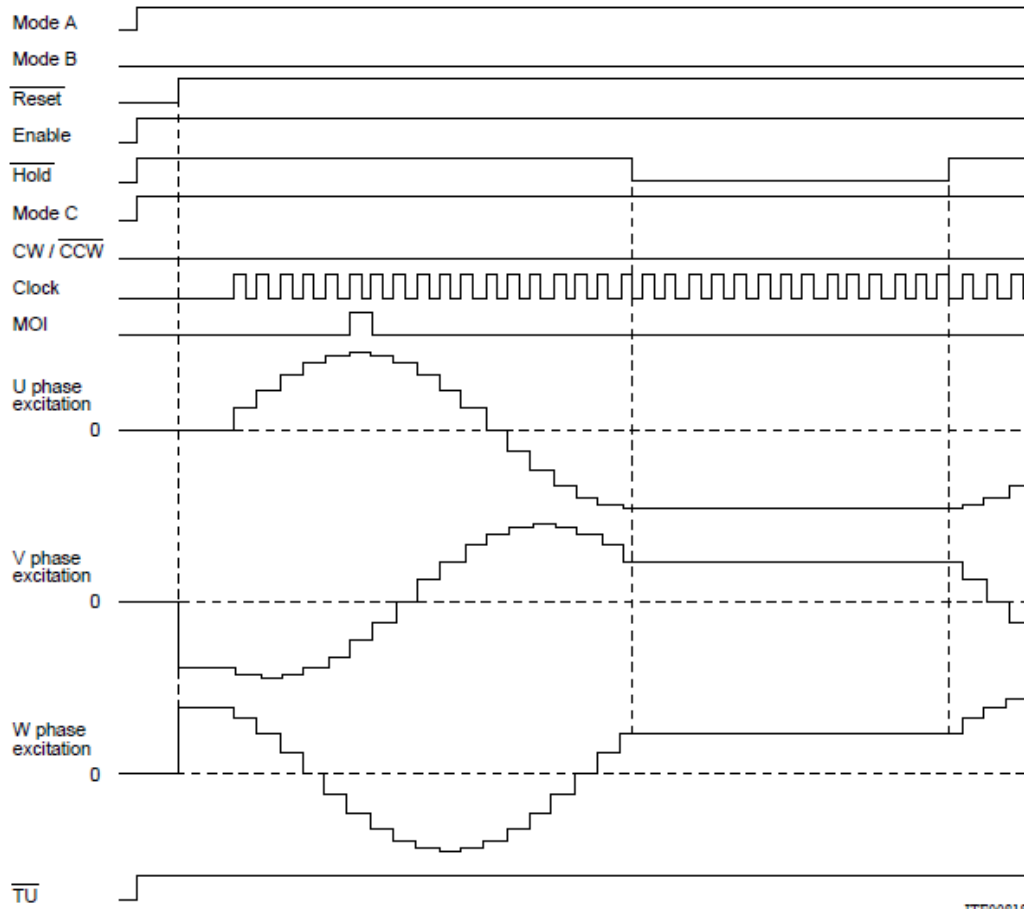 Mode A
Mode B
Reset
Enable
Hold
Mode C
CW / CCW
Clock
MOI
U phase
excitation
0
V phase
excitation
0
W phase
excitation
0
TU